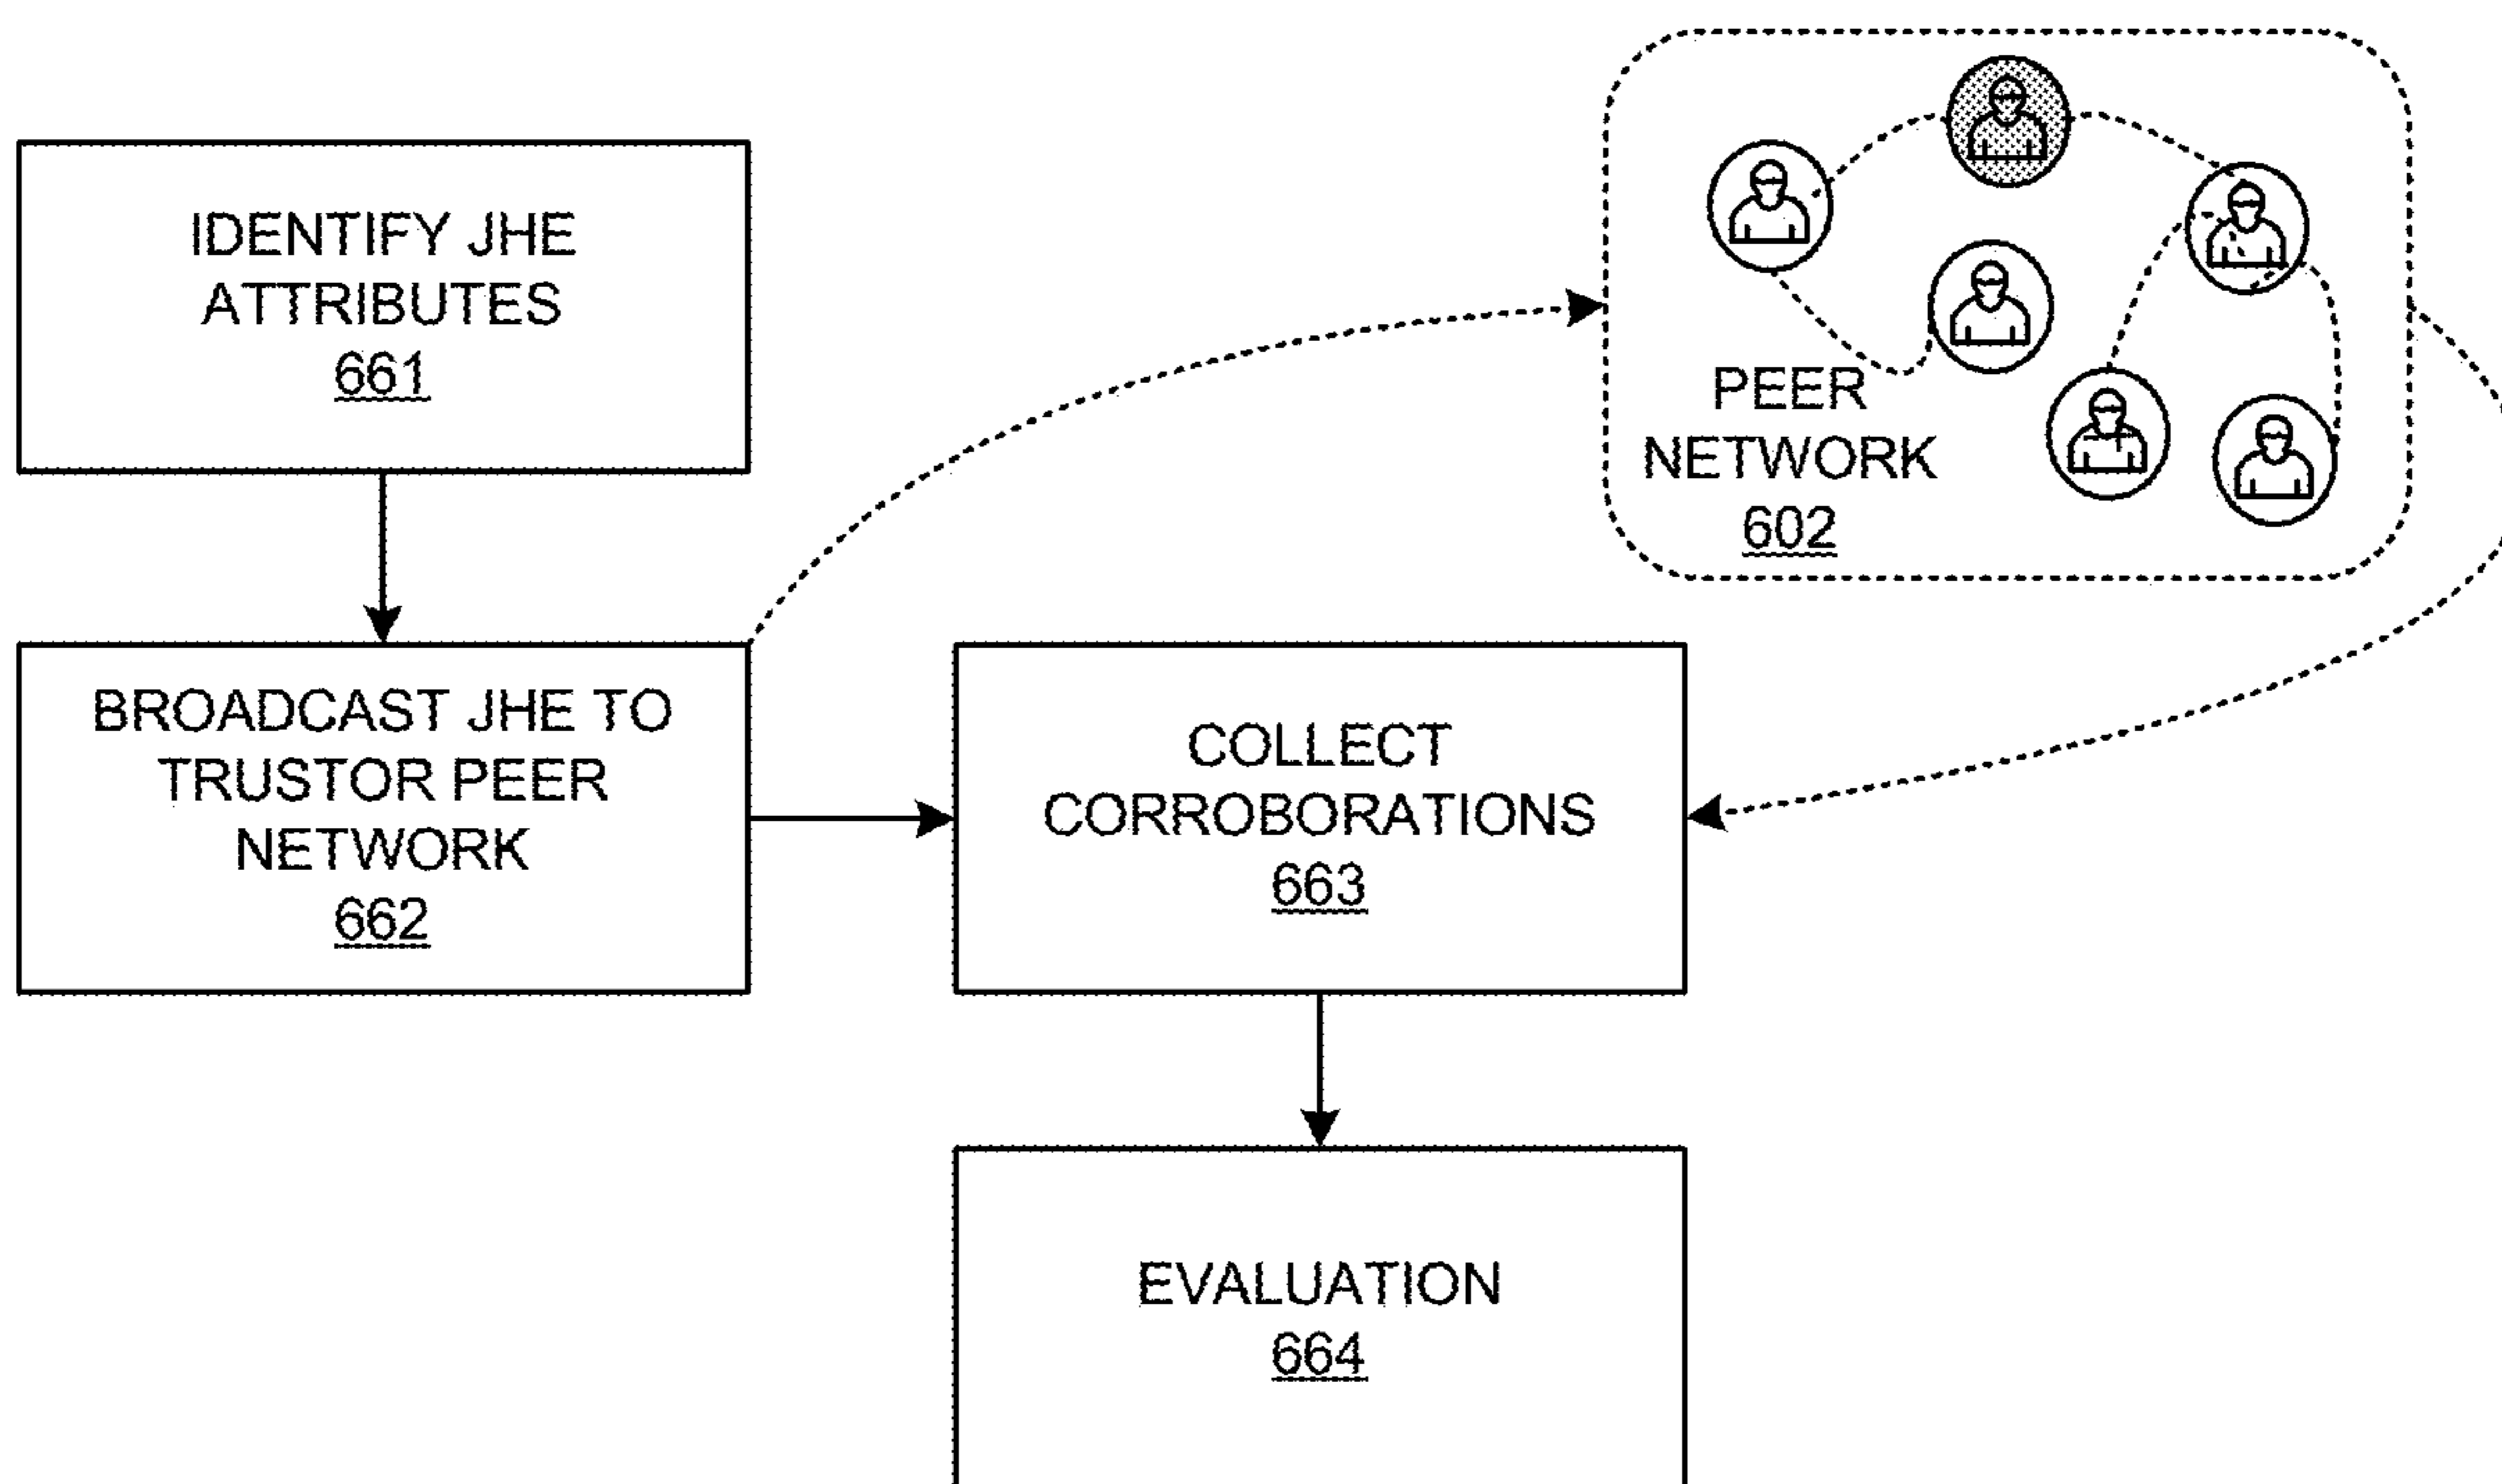 IDENTIFY JHE
ATTRIBUTES
661
PEER
NETWORK
602
BROADCAST JHE TO
TRUSTOR PEER
NETWORK
662
COLLECT
CORROBORATIONS
663
EVALUATION
664